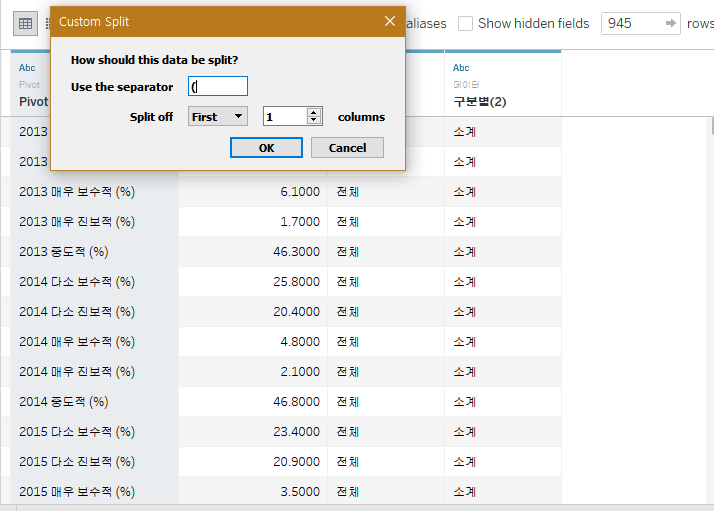 Custom Split
How should this data be split?
Use the separator (
Split off First 1 columns
OK Cancel
aliases Show hidden fields 945 rows
Abc Abc
Pivot 데이터
Pivot 구분별(2)
2013 소계
2013 소계
2013 매우 보수적 (%) 6.1000 전체 소계
2013 매우 진보적 (%) 1.7000 전체 소계
2013 중도적 (%) 46.3000 전체 소계
2014 다소 보수적 (%) 25.8000 전체 소계
2014 다소 진보적 (%) 20.4000 전체 소계
2014 매우 보수적 (%) 4.8000 전체 소계
2014 매우 진보적 (%) 2.1000 전체 소계
2014 중도적 (%) 46.8000 전체 소계
2015 다소 보수적 (%) 23.4000 전체 소계
2015 다소 진보적 (%) 20.9000 전체 소계
2015 매우 보수적 (%) 3.5000 전체 소계